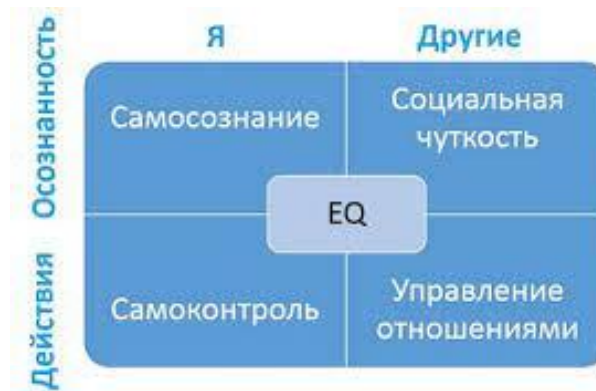 Я
Другие
Осознанность
Самосознание
Социальная
чуткость
EQ
Действия
Самоконтроль
Управление
отношениями